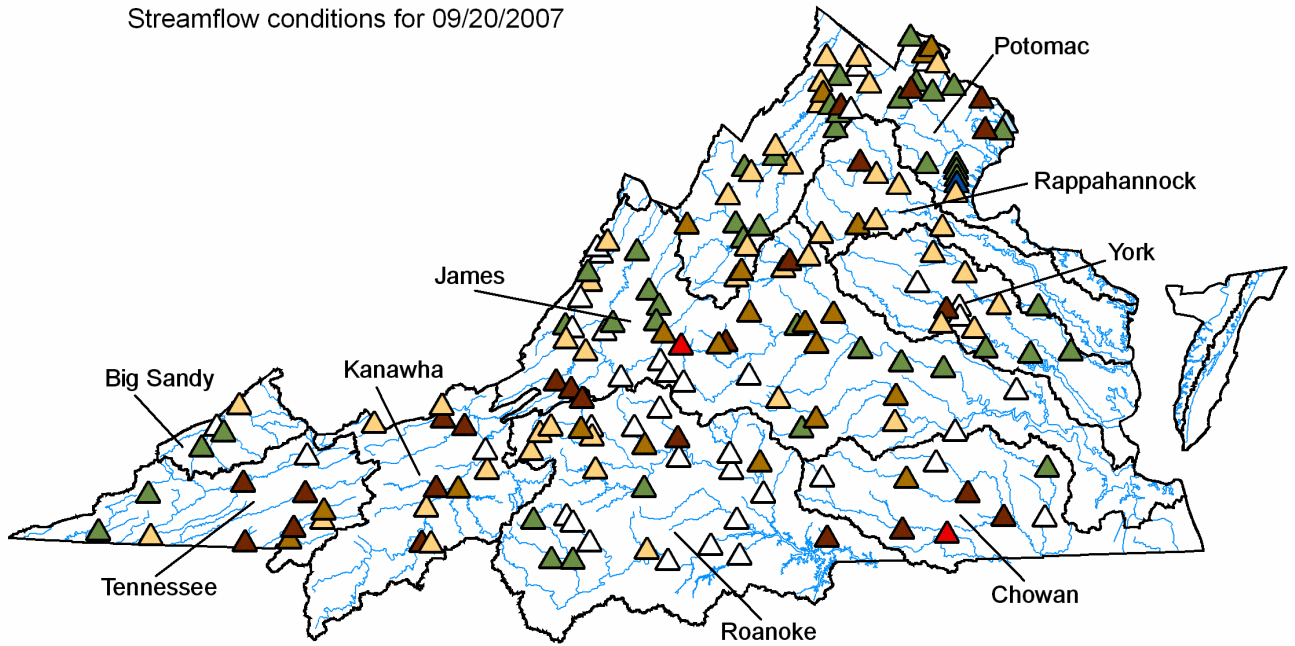 Streamflow conditions for 09/20/2007
Potomac
Rappahannock
York
James
Kanawha
Big Sandy
Tennessee
Chowan
Roanoke